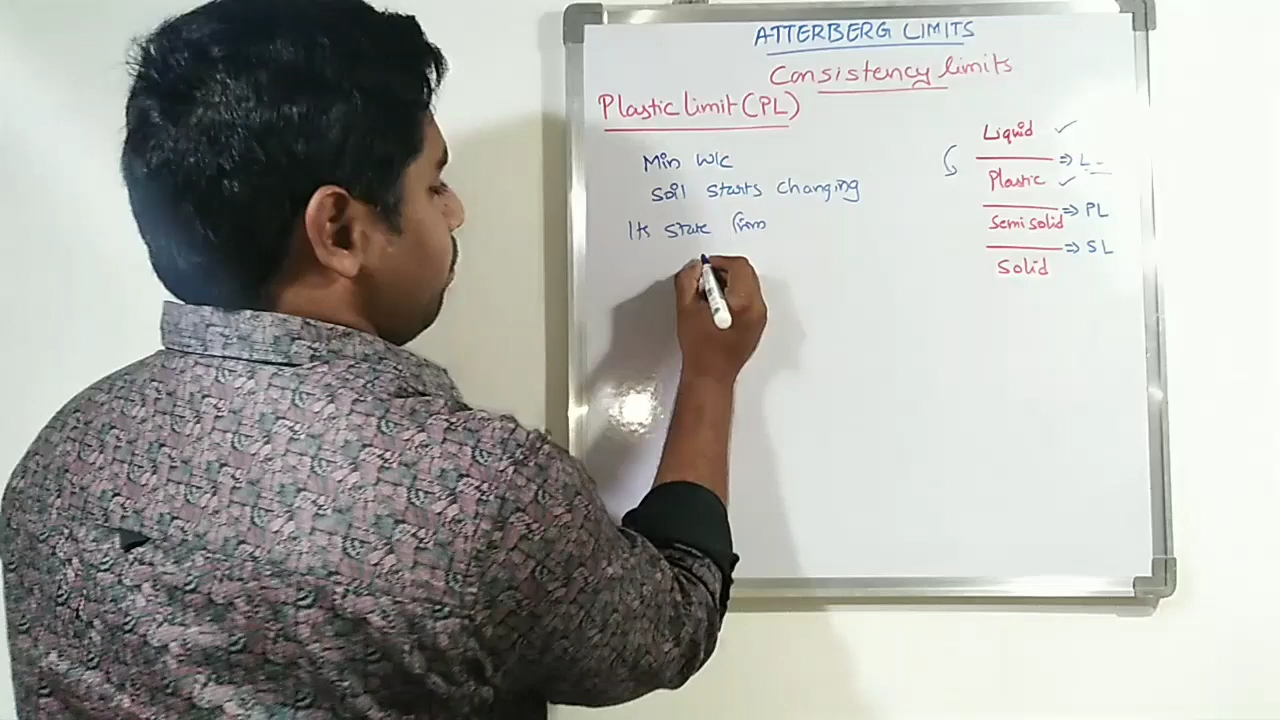 ATTERBERG LIMITS
Consistency limits
Plastic limit (PL)
Min W/C
Soil starts changing
Its state from
Liquid ✓
⇒ L
Plastic ✓
⇒ PL
Semi solid
⇒ SL
Solid